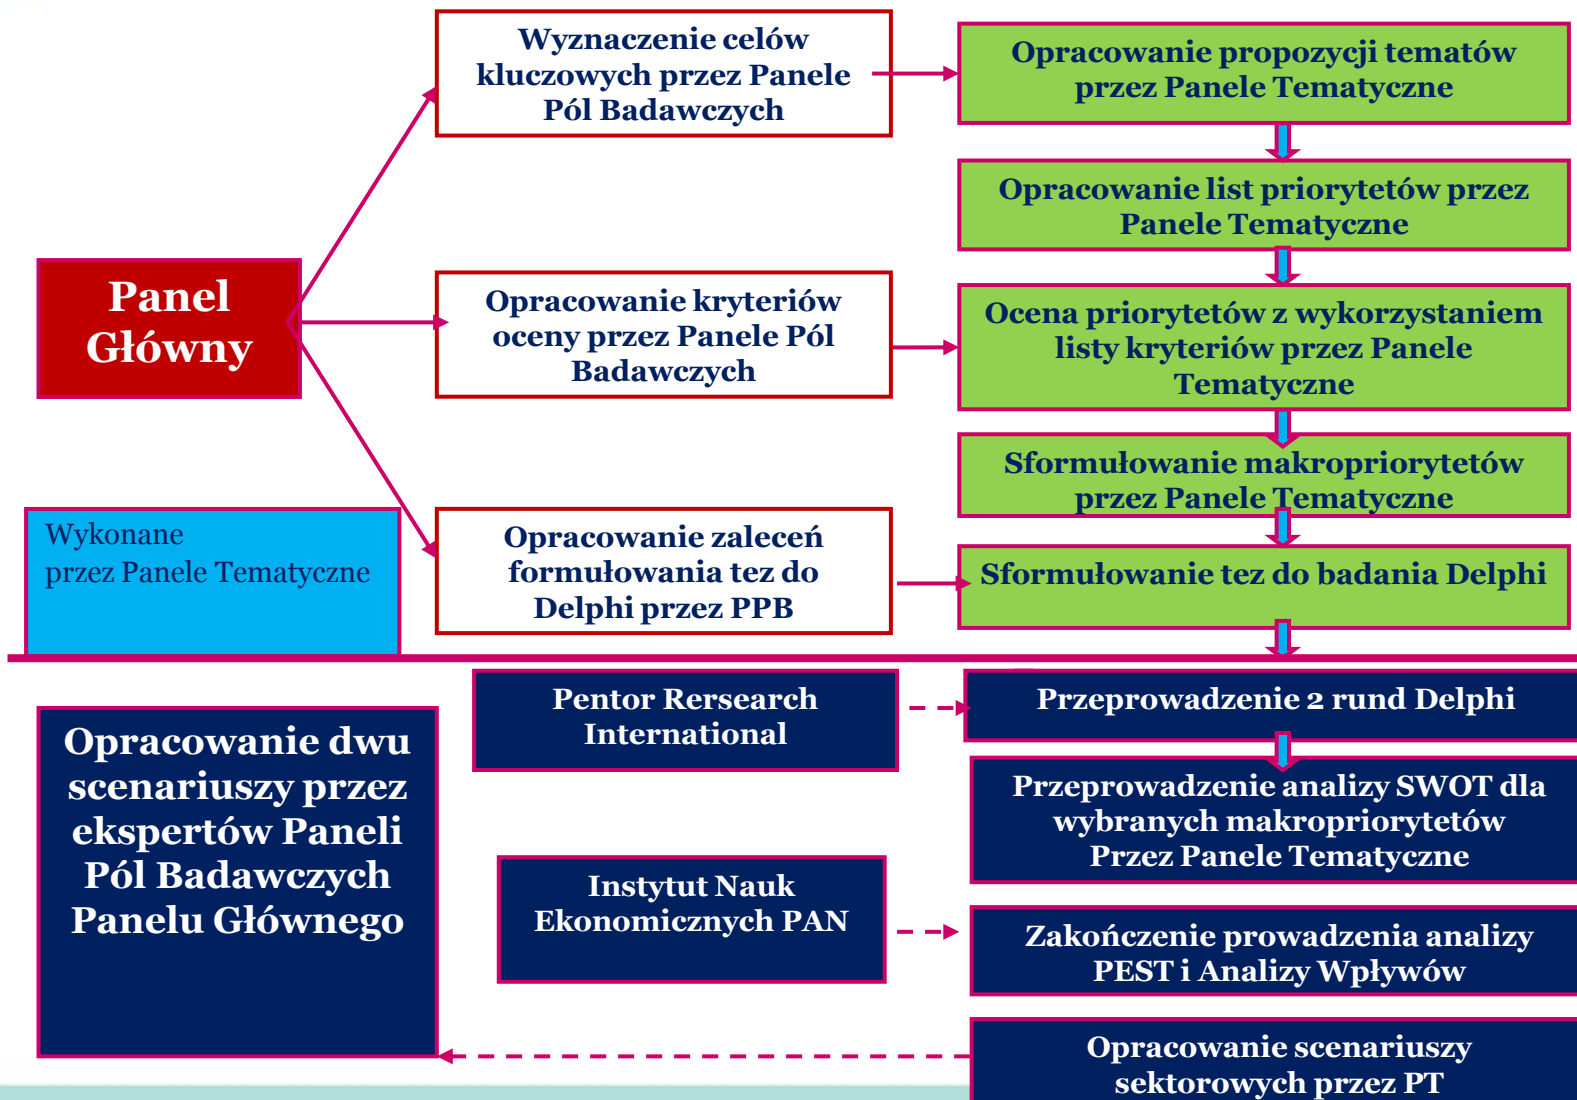 Wyznaczenie celów
kluczowych przez Panele
Pól Badawczych
Opracowanie propozycji tematów
przez Panele Tematyczne
Opracowanie list priorytetów przez
Panele Tematyczne
Panel
Główny
Opracowanie kryteriów
oceny przez Panele Pól
Badawczych
Ocena priorytetów z wykorzystaniem
listy kryteriów przez Panele
Tematyczne
Sformułowanie makropriorytetów
przez Panele Tematyczne
Wykonane
przez Panele Tematyczne
Opracowanie zaleceń
formułowania tez do
Delphi przez PPB
Sformułowanie tez do badania Delphi
Pentor Rersearch
International
Przeprowadzenie 2 rund Delphi
Opracowanie dwu
scenariuszy przez
ekspertów Paneli
Pól Badawczych
Panelu Głównego
Przeprowadzenie analizy SWOT dla
wybranych makropriorytetów
Przez Panele Tematyczne
Instytut Nauk
Ekonomicznych PAN
Zakończenie prowadzenia analizy
PEST i Analizy Wpływów
Opracowanie scenariuszy
sektorowych przez PT